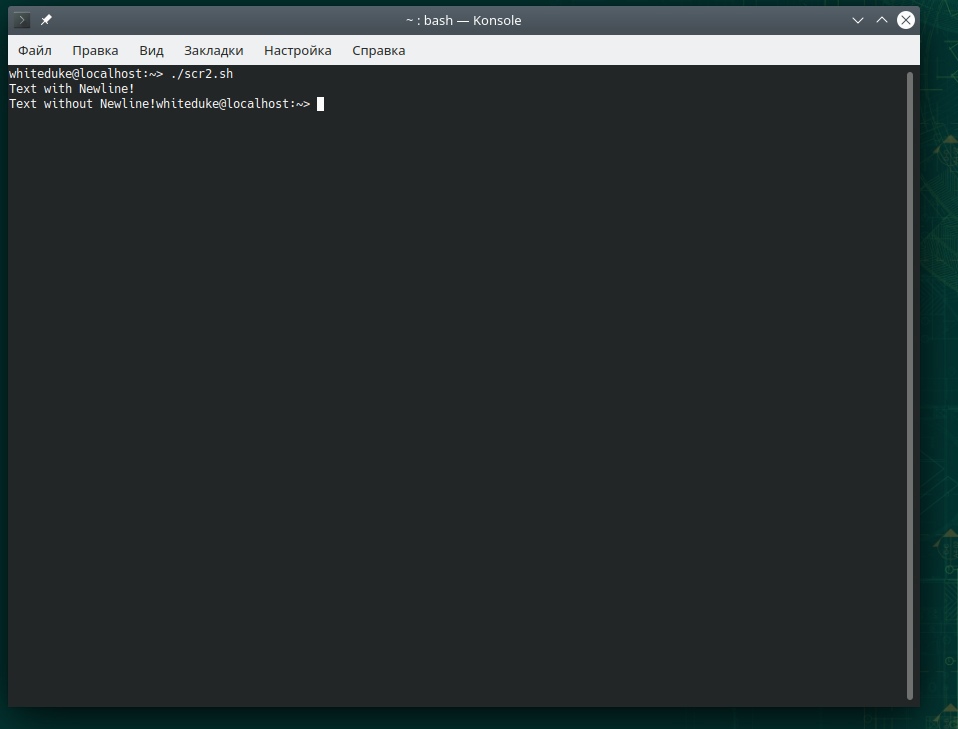 ~ : bash — Konsole
Файл Правка Вид Закладки Настройка Справка
whiteduke@localhost:~> ./scr2.sh
Text with Newline!
Text without Newline!whiteduke@localhost:~>